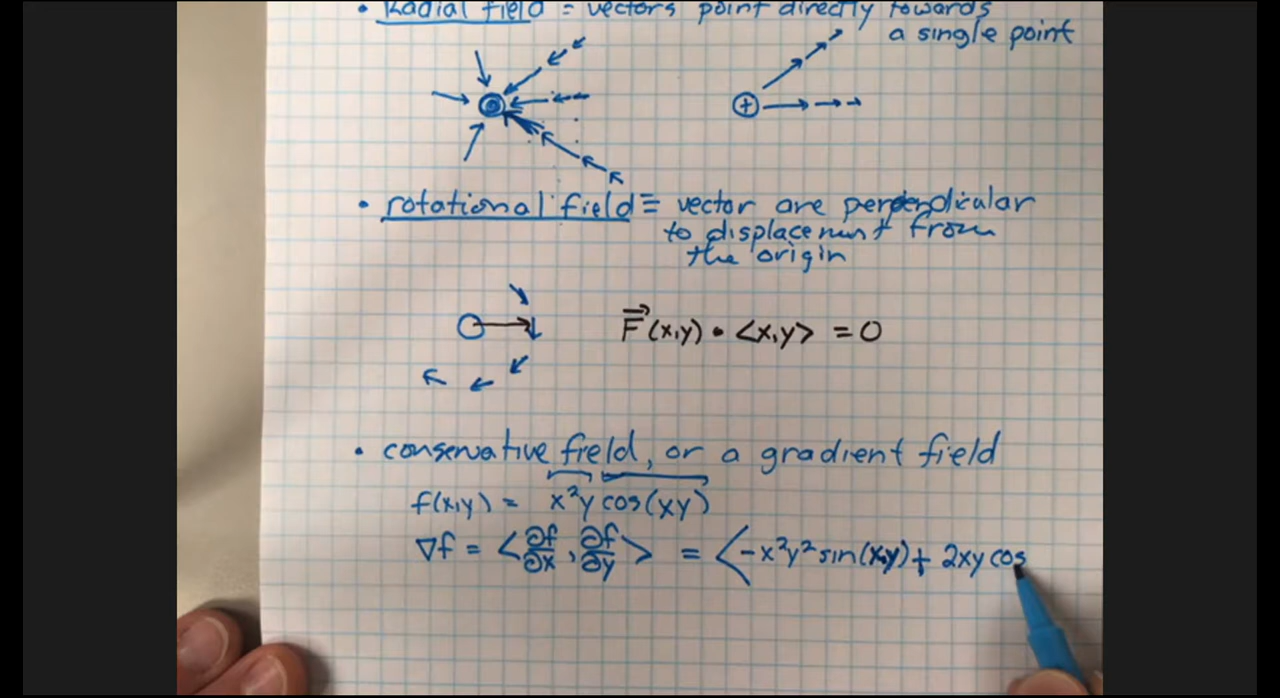 • Radial field = vectors point directly towards
a single point
+
• rotational field ≡ vector are perpendicular
to displacement from
the origin
F⃗(x,y) • <x,y> = 0
• conservative field, or a gradient field
f(x,y) = x²y cos(xy)
∇f = <∂f/∂x, ∂f/∂y> = <-x²y² sin(x,y) + 2xy cos